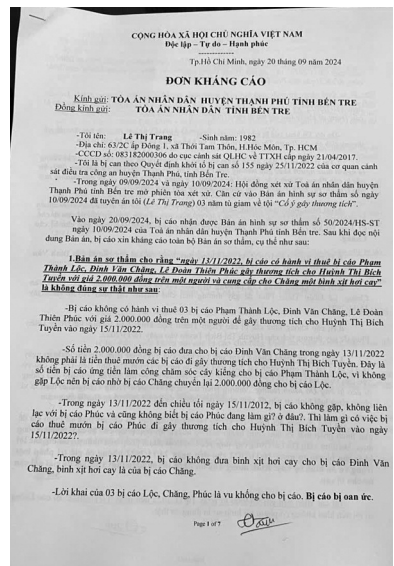 CỘNG HÒA XÃ HỘI CHỦ NGHĨA VIỆT NAM
Độc lập – Tự do – Hạnh phúc
Tp.Hồ Chí Minh, ngày 20 tháng 09 năm 2024
ĐƠN KHÁNG CÁO
Kính gửi: TÒA ÁN NHÂN DÂN HUYỆN THẠNH PHÚ TỈNH BẾN TRE
Đồng kính gửi: TÒA ÁN NHÂN DÂN TỈNH BẾN TRE
-Tôi tên: Lê Thị Trang -Sinh năm: 1982
-Địa chỉ: 63/2C ấp Đông 1, xã Thới Tam Thôn, H.Hóc Môn, Tp. HCM
-CCCD số: 083182000306 do cục cảnh sát QLHC về TTXH cấp ngày 21/04/2017.
-Tôi là bị can theo Quyết định khởi tố bị can số 155 ngày 25/11/2022 của cơ quan cảnh
sát điều tra công an huyện Thạnh Phú, tỉnh Bến Tre.
-Trong ngày 09/09/2024 và ngày 10/09/2024: Hội đồng xét xử Toà án nhân dân huyện
Thạnh Phú tỉnh Bến tre mở phiên tòa xét xử. Căn cứ vào Bản án hình sự sơ thẩm số ngày
10/09/2024 đã tuyên án tôi (Lê Thị Trang) 03 năm tù giam về tội "Cố ý gây thương tích".
Vào ngày 20/09/2024, bị cáo nhận được Bản án hình sự sơ thẩm số 50/2024/HS-ST
ngày 10/09/2024 của Toà án nhân dân huyện Thạnh Phú, tỉnh Bến tre. Sau khi đọc nội
dung Bản án, bị cáo xin kháng cáo toàn bộ Bản án sơ thẩm, cụ thể như sau:
1.Bản án sơ thẩm cho rằng "ngày 13/11/2022, bị cáo có hành vi thuê bị cáo Phạm
Thành Lộc, Đinh Văn Chăng, Lê Đoàn Thiên Phúc gây thương tích cho Huỳnh Thị Bích
Tuyền với giá 2.000.000 đồng trên một người và cung cấp cho Chăng một bình xịt hơi cay"
là không đúng sự thật như sau:
-Bị cáo không có hành vi thuê 03 bị cáo Phạm Thành Lộc, Đinh Văn Chăng, Lê Đoàn
Thiên Phúc với giá 2.000.000 đồng trên một người để gây thương tích cho Huỳnh Thị Bích
Tuyền vào ngày 15/11/2022.
-Số tiền 2.000.000 đồng bị cáo đưa cho bị cáo Đinh Văn Chăng trong ngày 13/11/2022
không phải là tiền thuê mướn các bị cáo đi gây thương tích cho Huỳnh Thị Bích Tuyền. Đây là
số tiền bị cáo ứng tiền làm công chăm sóc cây kiểng cho bị cáo Phạm Thành Lộc, vì không
gặp Lộc nên bị cáo nhờ bị cáo Chăng chuyển lại 2.000.000 đồng cho bị cáo Lộc.
-Trong ngày 13/11/2022 đến chiều tối ngày 15/11/2012, bị cáo không gặp, không liên
lạc với bị cáo Phúc và cũng không biết bị cáo Phúc đang làm gì? ở đâu?. Thì làm gì có việc bị
cáo thuê mướn bị cáo Phúc đi gây thương tích cho Huỳnh Thị Bích Tuyền vào ngày
15/11/2022?.
-Trong ngày 13/11/2022, bị cáo không đưa bình xịt hơi cay cho bị cáo Đinh Văn
Chăng, bình xịt hơi cay là của bị cáo Chăng.
-Lời khai của 03 bị cáo Lộc, Chăng, Phúc là vu khống cho bị cáo. Bị cáo bị oan ức.
Page 1 of 7